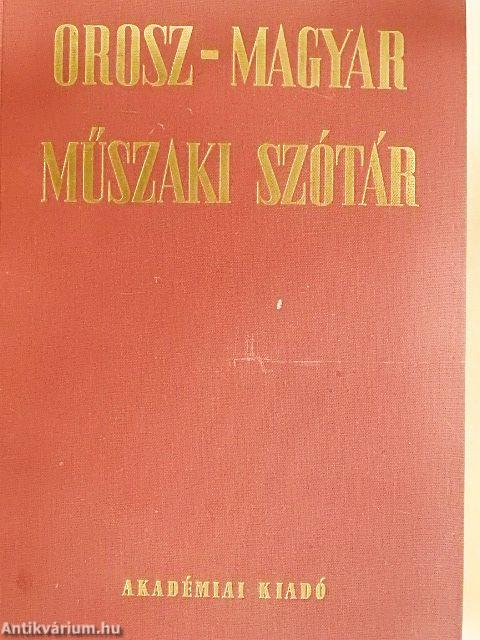 OROSZ-MAGYAR
MŰSZAKI SZÓTÁR
AKADÉMIAI KIADÓ
Antikvárium.hu